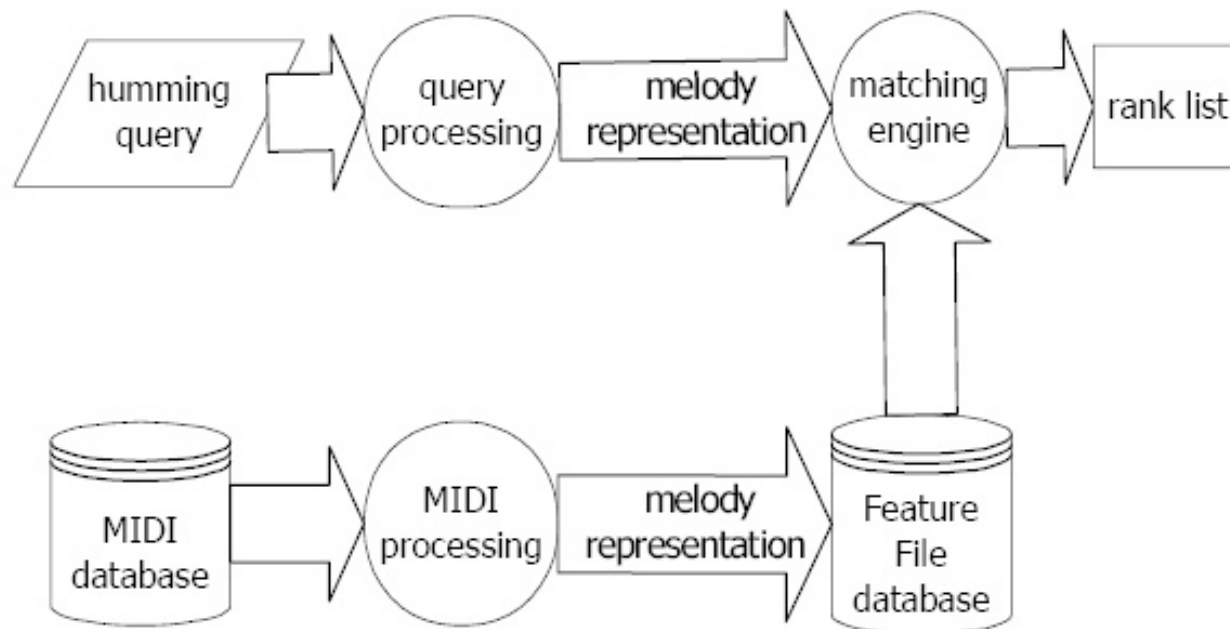 humming
query
query
processing
melody
representation
matching
engine
rank list
MIDI
database
MIDI
processing
melody
representation
Feature
File
database